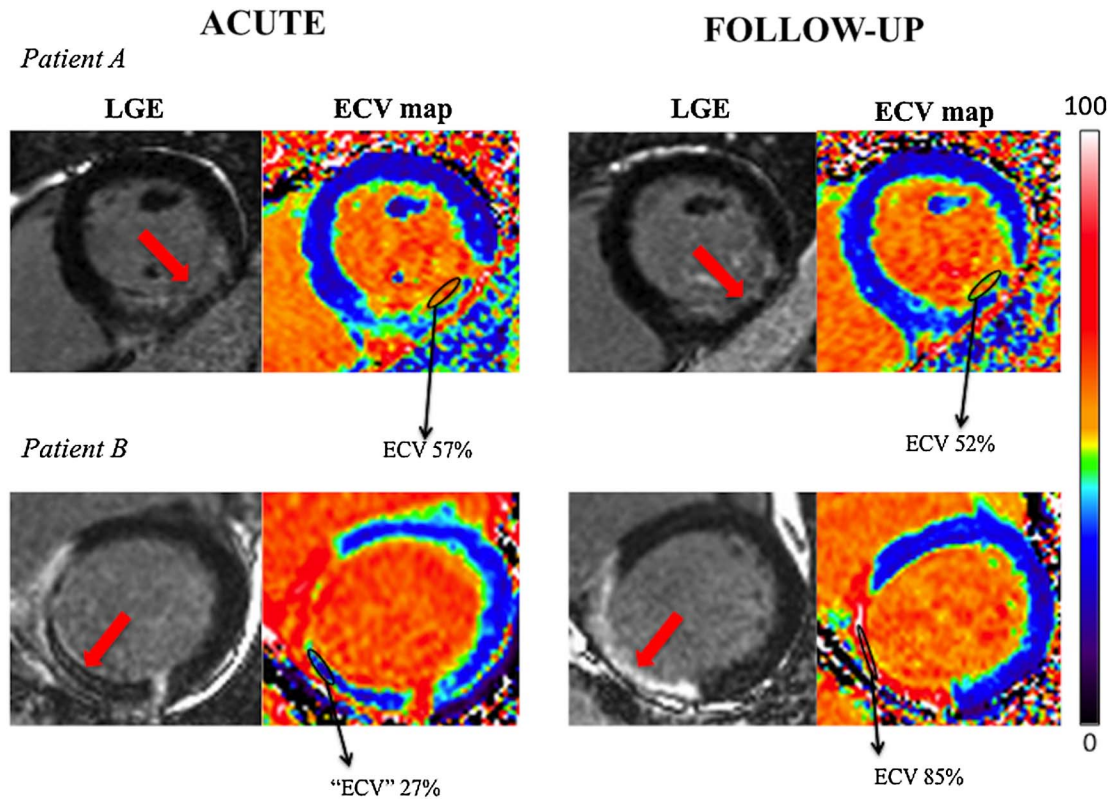 ACUTE
FOLLOW-UP
Patient A
LGE
ECV map
LGE
ECV map
100
ECV 57%
ECV 52%
Patient B
0
“ECV” 27%
ECV 85%